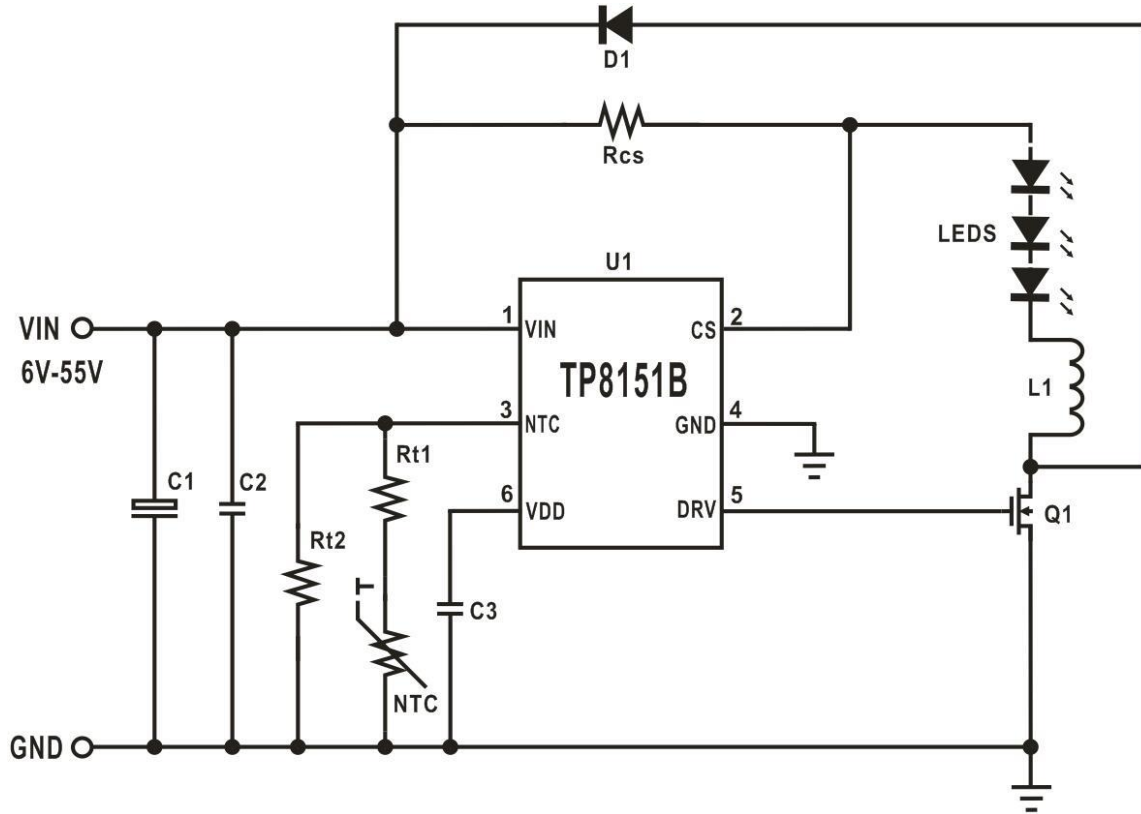 D1
Rcs
LEDS
U1
VIN
6V-55V
1
VIN
CS
2
TP8151B
L1
3
NTC
GND
4
Rt1
C1
C2
6
VDD
DRV
5
Q1
Rt2
T
C3
NTC
GND